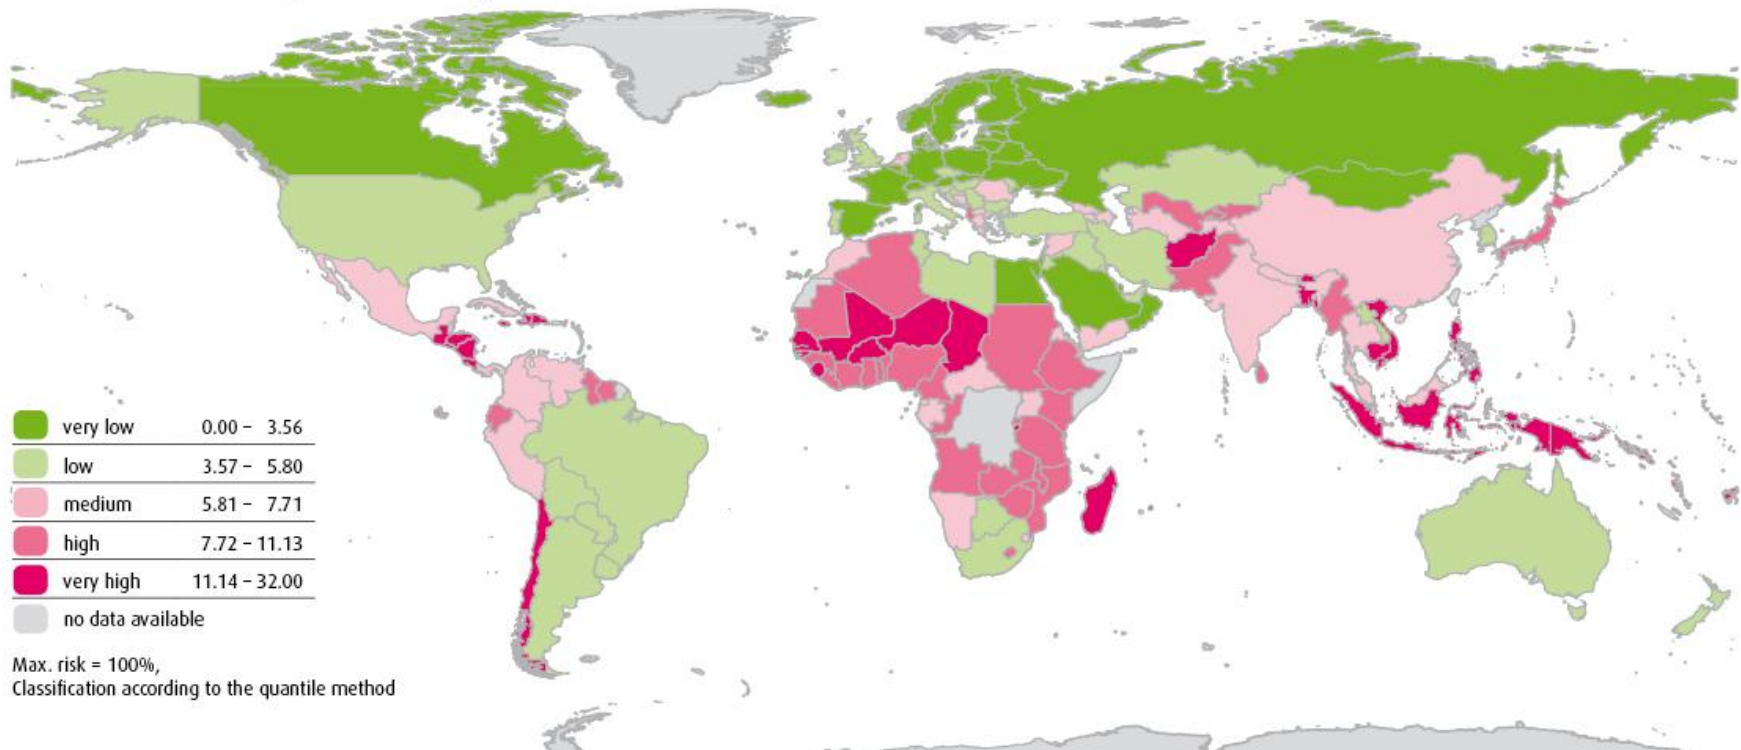 very low 0.00 – 3.56
low 3.57 – 5.80
medium 5.81 – 7.71
high 7.72 – 11.13
very high 11.14 – 32.00
no data available
Max. risk = 100%,
Classification according to the quantile method